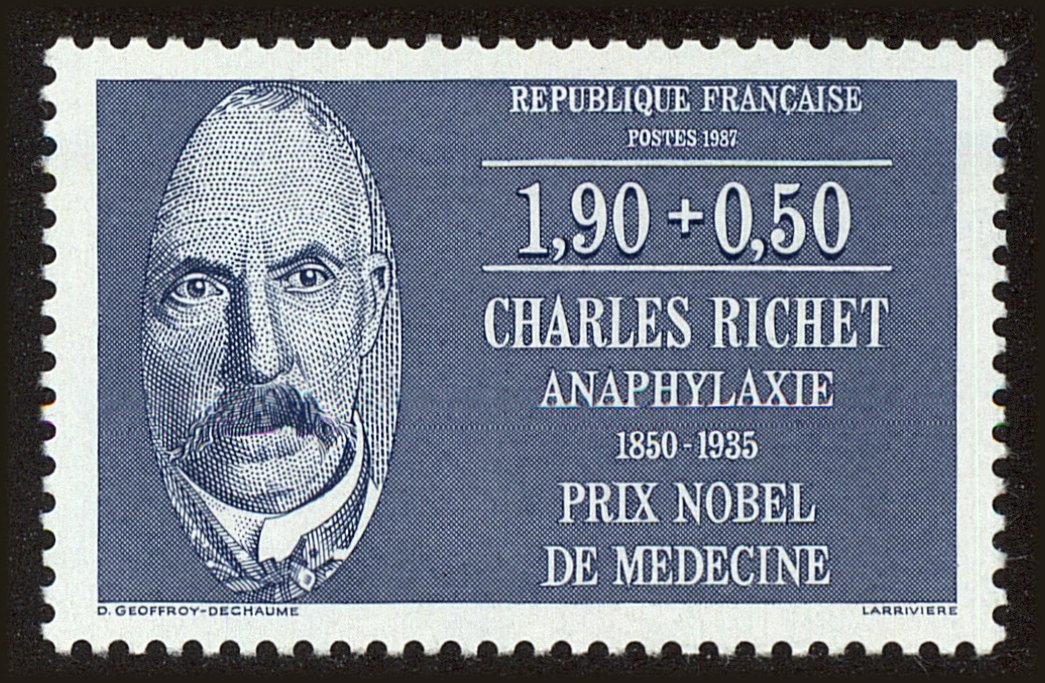 REPUBLIQUE FRANÇAISE
POSTES 1987
1,90 + 0,50
CHARLES RICHET
ANAPHYLAXIE
1850 - 1935
PRIX NOBEL
DE MEDECINE
D. GEOFFROY-DECHAUME
LARRIVIERE